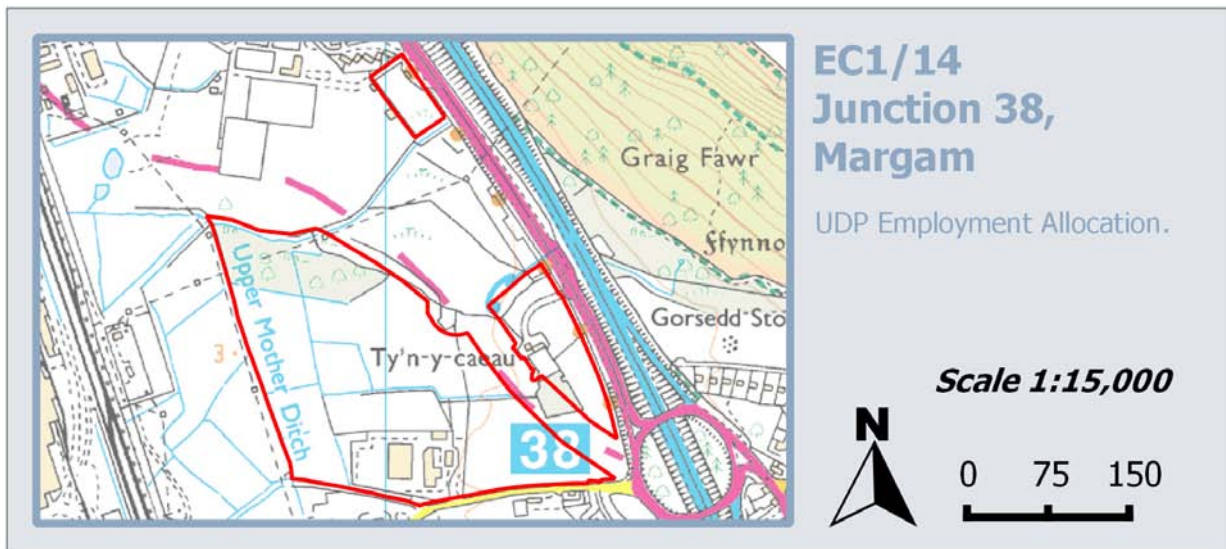 EC1/14
Junction 38,
Margam
UDP Employment Allocation.
Graig Fawr
ffynno
Gorsedd Sto
Upper Mother Ditch
3
Ty'n-y-caeau
38
Scale 1:15,000
N
0 75 150